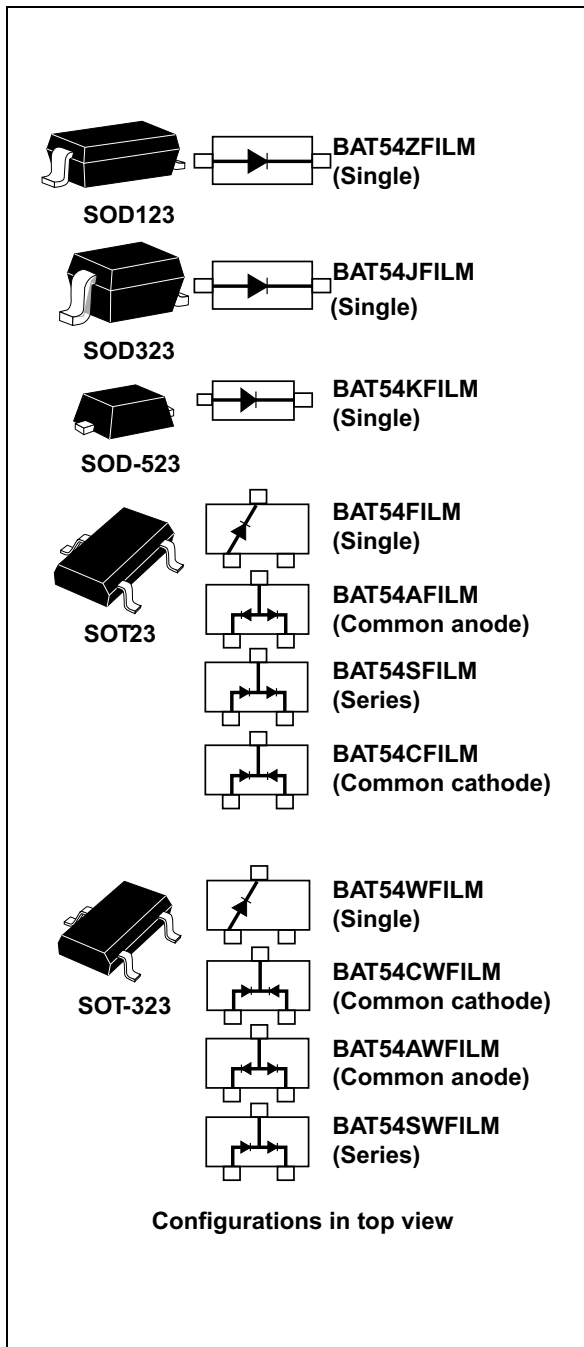 BAT54ZFILM
(Single)
SOD123
BAT54JFILM
(Single)
SOD323
BAT54KFILM
(Single)
SOD-523
BAT54FILM
(Single)
BAT54AFILM
(Common anode)
SOT23
BAT54SFILM
(Series)
BAT54CFILM
(Common cathode)
BAT54WFILM
(Single)
BAT54CWFILM
(Common cathode)
SOT-323
BAT54AWFILM
(Common anode)
BAT54SWFILM
(Series)
Configurations in top view